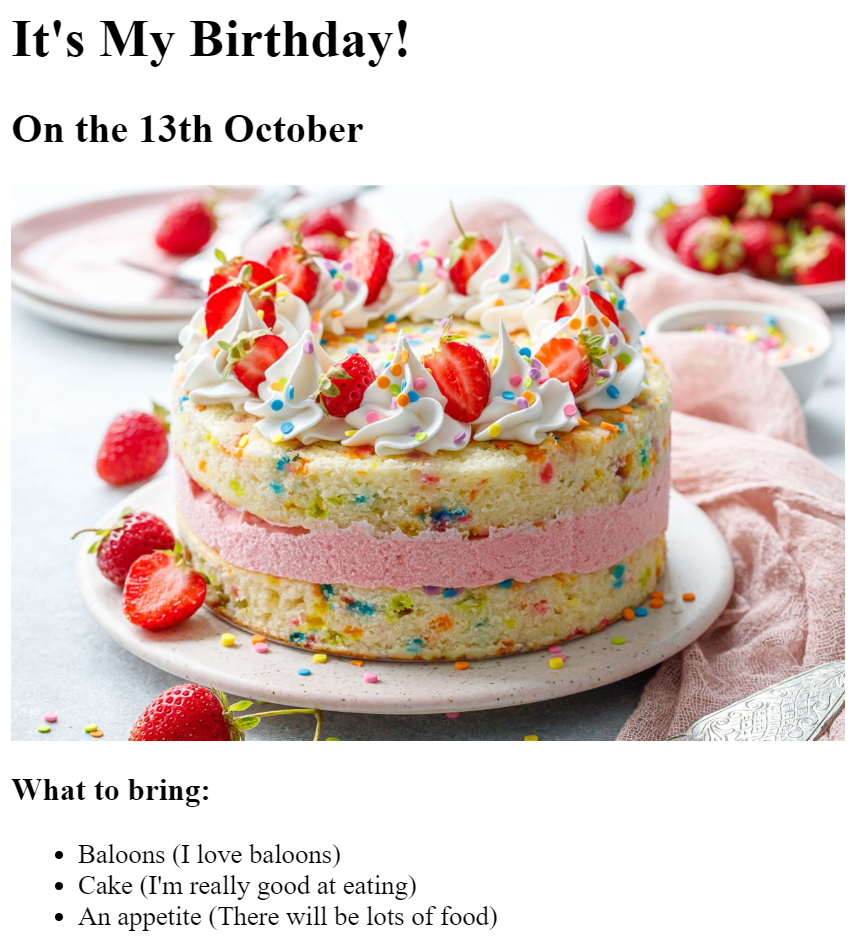 It's My Birthday!
On the 13th October
What to bring:
Baloons (I love baloons)
Cake (I'm really good at eating)
An appetite (There will be lots of food)